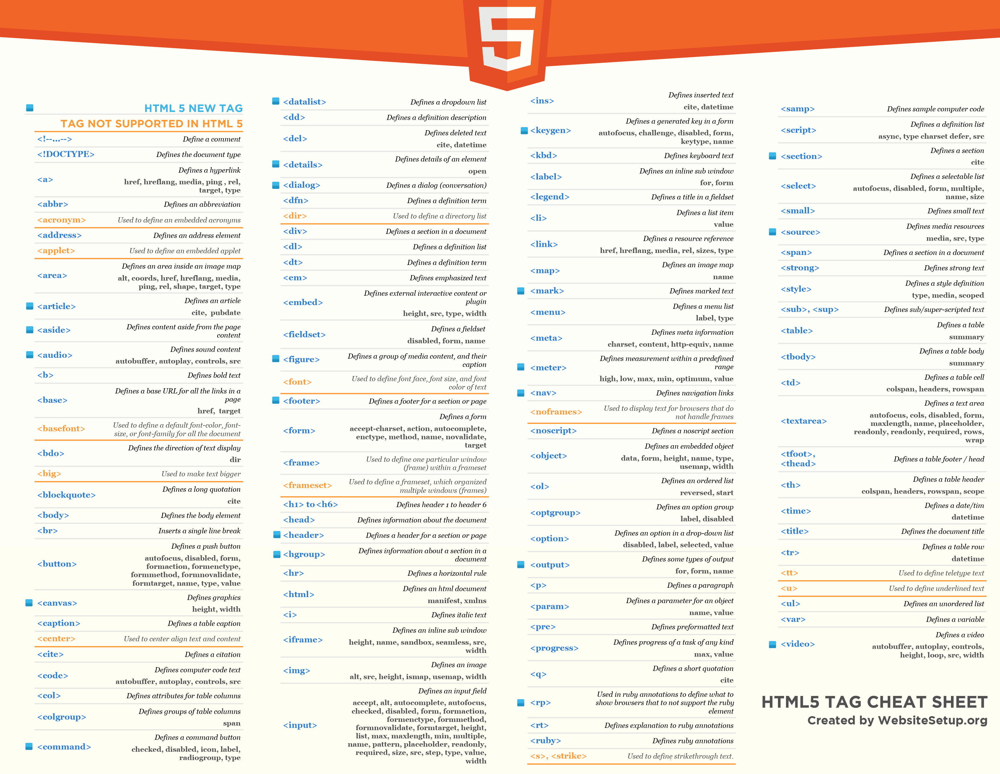 HTML 5 NEW TAG
TAG NOT SUPPORTED IN HTML 5
<!--...--> Define a comment
<!DOCTYPE> Defines the document type
<a> Defines a hyperlink
href, hreflang, media, ping , rel,
target, type
<abbr> Defines an abbreviation
<acronym> Used to define an embedded acronyms
<address> Defines an address element
<applet> Used to define an embedded applet
<area> Defines an area inside an image map
alt, coords, href, hreflang, media,
ping, rel, shape, target, type
<article> Defines an article
cite, pubdate
<aside> Defines content aside from the page
content
<audio> Defines sound content
autobuffer, autoplay, controls, src
<b> Defines bold text
<base> Defines a base URL for all the links in a
page
href, target
<basefont> Used to define a default font-color, font-
size, or font-family for all the document
<bdo> Defines the direction of text display
dir
<big> Used to make text bigger
<blockquote> Defines a long quotation
cite
<body> Defines the body element
<br> Inserts a single line break
<button> Defines a push button
autofocus, disabled, form,
formaction, formenctype,
formmethod, formnovalidate,
formtarget, name, type, value
<canvas> Defines graphics
height, width
<caption> Defines a table caption
<center> Used to center align text and content
<cite> Defines a citation
<code> Defines computer code text
autobuffer, autoplay, controls, src
<col> Defines attributes for table columns
<colgroup> Defines groups of table columns
span
<command> Defines a command button
checked, disabled, icon, label,
radiogroup, type
<datalist> Defines a dropdown list
<dd> Defines a definition description
<del> Defines deleted text
cite, datetime
<details> Defines details of an element
open
<dialog> Defines a dialog (conversation)
<dfn> Defines a definition term
<dir> Used to define a directory list
<div> Defines a section in a document
<dl> Defines a definition list
<dt> Defines a definition term
<em> Defines emphasized text
<embed> Defines external interactive content or
plugin
height, src, type, width
<fieldset> Defines a fieldset
disabled, form, name
<figure> Defines a group of media content, and their
caption
<font> Used to define font face, font size, and font
color of text
<footer> Defines a footer for a section or page
<form> Defines a form
accept-charset, action, autocomplete,
enctype, method, name, novalidate,
target
<frame> Used to define one particular window
(frame) within a frameset
<frameset> Used to define a frameset, which organized
multiple windows (frames)
<h1> to <h6> Defines header 1 to header 6
<head> Defines information about the document
<header> Defines a header for a section or page
<hgroup> Defines information about a section in a
document
<hr> Defines a horizontal rule
<html> Defines an html document
manifest, xmlns
<i> Defines italic text
<iframe> Defines an inline sub window
height, name, sandbox, seamless, src,
width
<img> Defines an image
alt, src, height, ismap, usemap, width
<input> Defines an input field
accept, alt, autocomplete, autofocus,
checked, disabled, form, formaction,
formenctype, formmethod,
formnovalidate, formtarget, height,
list, max, maxlength, min, multiple,
name, pattern, placeholder, readonly,
required, size, src, step, type, value,
width
<ins> Defines inserted text
cite, datetime
<keygen> Defines a generated key in a form
autofocus, challenge, disabled, form,
keytype, name
<kbd> Defines keyboard text
<label> Defines an inline sub window
for, form
<legend> Defines a title in a fieldset
<li> Defines a list item
value
<link> Defines a resource reference
href, hreflang, media, rel, sizes, type
<map> Defines an image map
name
<mark> Defines marked text
<menu> Defines a menu list
label, type
<meta> Defines meta information
charset, content, http-equiv, name
<meter> Defines measurement within a predefined
range
high, low, max, min, optimum, value
<nav> Defines navigation links
<noframes> Used to display text for browsers that do
not handle frames
<noscript> Defines a noscript section
<object> Defines an embedded object
data, form, height, name, type,
usemap, width
<ol> Defines an ordered list
reversed, start
<optgroup> Defines an option group
label, disabled
<option> Defines an option in a drop-down list
disabled, label, selected, value
<output> Defines some types of output
for, form, name
<p> Defines a paragraph
<param> Defines a parameter for an object
name, value
<pre> Defines preformatted text
<progress> Defines progress of a task of any kind
max, value
<q> Defines a short quotation
cite
<rp> Used in ruby annotations to define what to
show browsers that to not support the ruby
element
<rt> Defines explanation to ruby annotations
<ruby> Defines ruby annotations
<s>, <strike> Used to define strikethrough text.
<samp> Defines sample computer code
<script> Defines a definition list
async, type charset defer, src
<section> Defines a section
cite
<select> Defines a selectable list
autofocus, disabled, form, multiple,
name, size
<small> Defines small text
<source> Defines media resources
media, src, type
<span> Defines a section in a document
<strong> Defines strong text
<style> Defines a style definition
type, media, scoped
<sub>, <sup> Defines sub/super-scripted text
<table> Defines a table
summary
<tbody> Defines a table body
summary
<td> Defines a table cell
colspan, headers, rowspan
<textarea> Defines a text area
autofocus, cols, disabled, form,
maxlength, name, placeholder,
readonly, readonly, required, rows,
wrap
<tfoot>,
<thead> Defines a table footer / head
<th> Defines a table header
colspan, headers, rowspan, scope
<time> Defines a date/tim
datetime
<title> Defines the document title
<tr> Defines a table row
datetime
<tt> Used to define teletype text
<u> Used to define underlined text
<ul> Defines an unordered list
<var> Defines a variable
<video> Defines a video
autobuffer, autoplay, controls,
height, loop, src, width
HTML5 TAG CHEAT SHEET
Created by WebsiteSetup.org